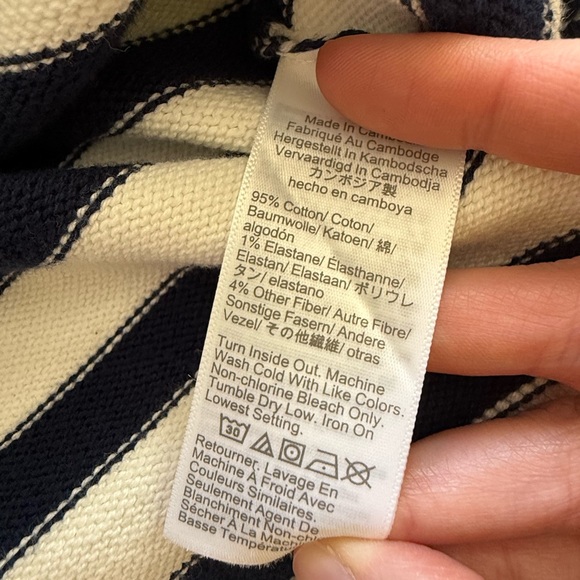 Made In
Fabriqué Au Cambodge
Hergestellt In Kambodscha
Vervaardigd In Cambodja
カンボジア製
hecho en camboya
95% Cotton/ Coton/
Baumwolle/ Katoen/ 綿/
algodón
1% Elastane/ Élasthanne/
Elastan/ Elastaan/ ポリウレ
タン/ elastano
4% Other Fiber/ Autre Fibre/
Sonstige Fasern/ Andere
Vezel/ その他繊維/ otras
Turn Inside Out. Machine
Wash Cold With Like Colors.
Non-chlorine Bleach Only.
Tumble Dry Low. Iron On
Lowest Setting.
30
Retourner. Lavage En
Machine À Froid Avec
Couleurs Similaires.
Seulement Agent De
Blanchiment Non-
Sécher À La
Basse